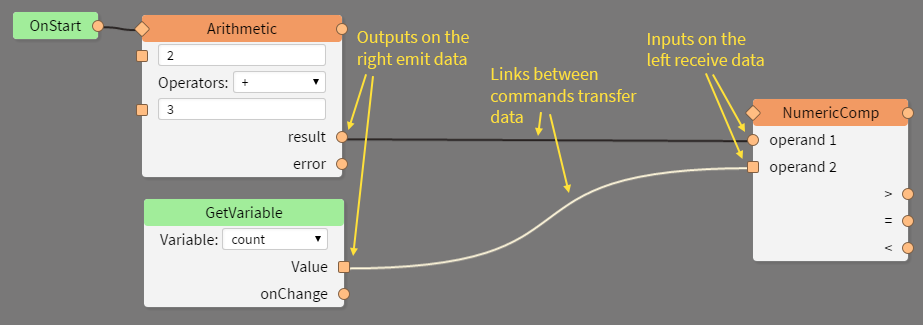 OnStart
Arithmetic
2
Operators: +
3
result
error
Outputs on the
right emit data
Links between
commands transfer
data
Inputs on the
left receive data
NumericComp
operand 1
operand 2
>
=
<
GetVariable
Variable: count
Value
onChange